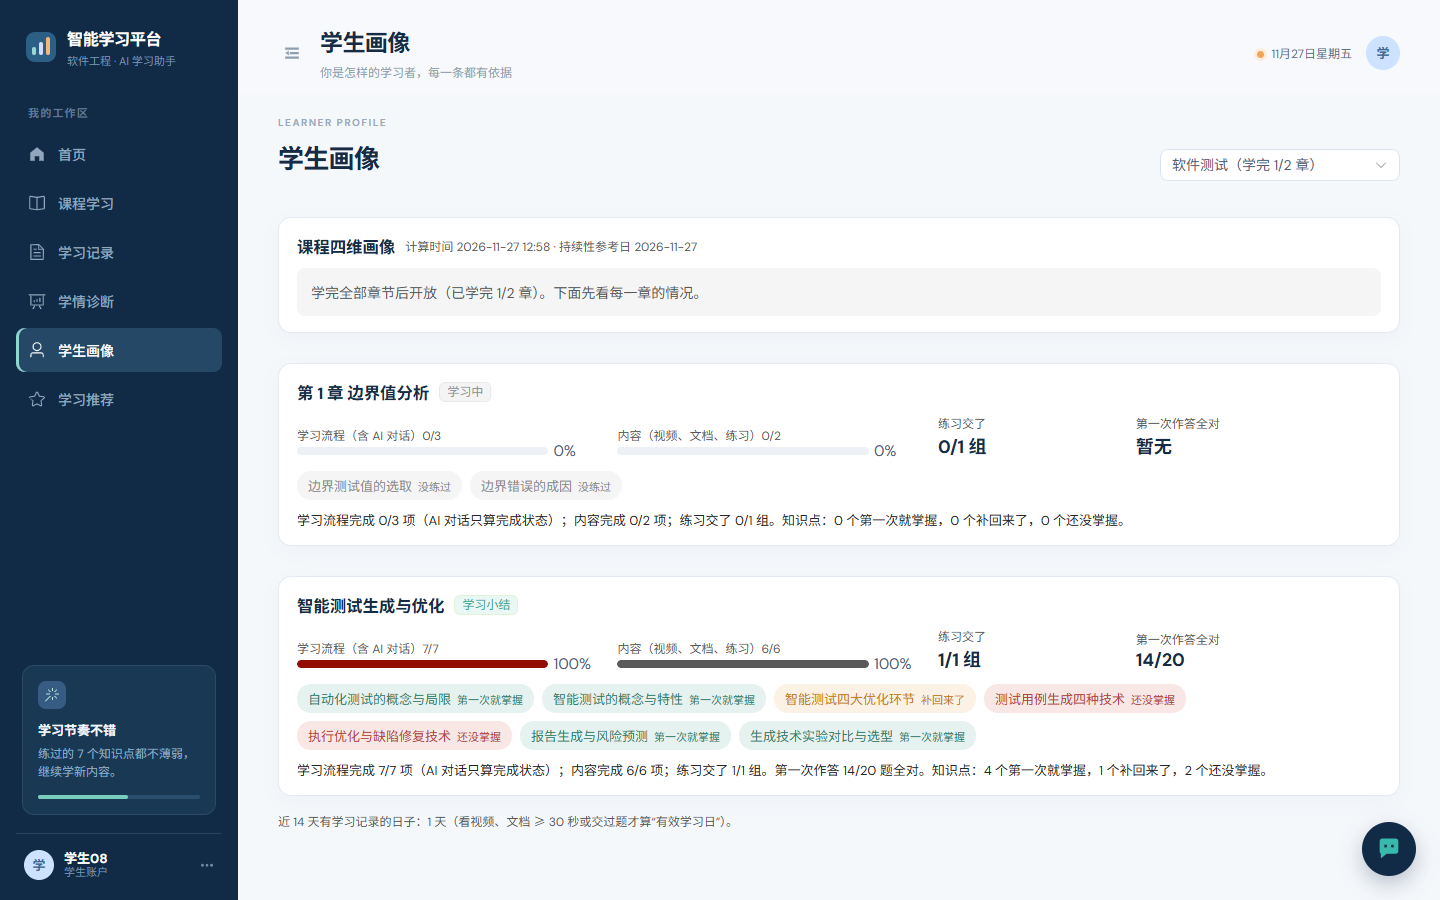 智能学习平台
软件工程 · AI 学习助手
我的工作区
首页
课程学习
学习记录
学情诊断
学生画像
学习推荐
学习节奏不错
练过的 7 个知识点都不薄弱，
继续学新内容。
学
学生08
学生账户
学生画像
你是怎样的学习者，每一条都有依据
11月27日星期五
学
LEARNER PROFILE
学生画像
软件测试（学完 1/2 章）
课程四维画像 计算时间 2026-11-27 12:58 · 持续性参考日 2026-11-27
学完全部章节后开放（已学完 1/2 章）。下面先看每一章的情况。
第 1 章 边界值分析 学习中
学习流程（含 AI 对话）0/3
0%
内容（视频、文档、练习）0/2
0%
练习交了
0/1 组
第一次作答全对
暂无
边界测试值的选取 没练过
边界错误的成因 没练过
学习流程完成 0/3 项（AI 对话只算完成状态）；内容完成 0/2 项；练习交了 0/1 组。知识点：0 个第一次就掌握，0 个补回来了，0 个还没掌握。
智能测试生成与优化 学习小结
学习流程（含 AI 对话）7/7
100%
内容（视频、文档、练习）6/6
100%
练习交了
1/1 组
第一次作答全对
14/20
自动化测试的概念与局限 第一次就掌握
智能测试的概念与特性 第一次就掌握
智能测试四大优化环节 补回来了
测试用例生成四种技术 还没掌握
执行优化与缺陷修复技术 还没掌握
报告生成与风险预测 第一次就掌握
生成技术实验对比与选型 第一次就掌握
学习流程完成 7/7 项（AI 对话只算完成状态）；内容完成 6/6 项；练习交了 1/1 组。第一次作答 14/20 题全对。知识点：4 个第一次就掌握，1 个补回来了，2 个还没掌握。
近 14 天有学习记录的日子：1 天（看视频、文档 ≥ 30 秒或交过题才算“有效学习日”）。